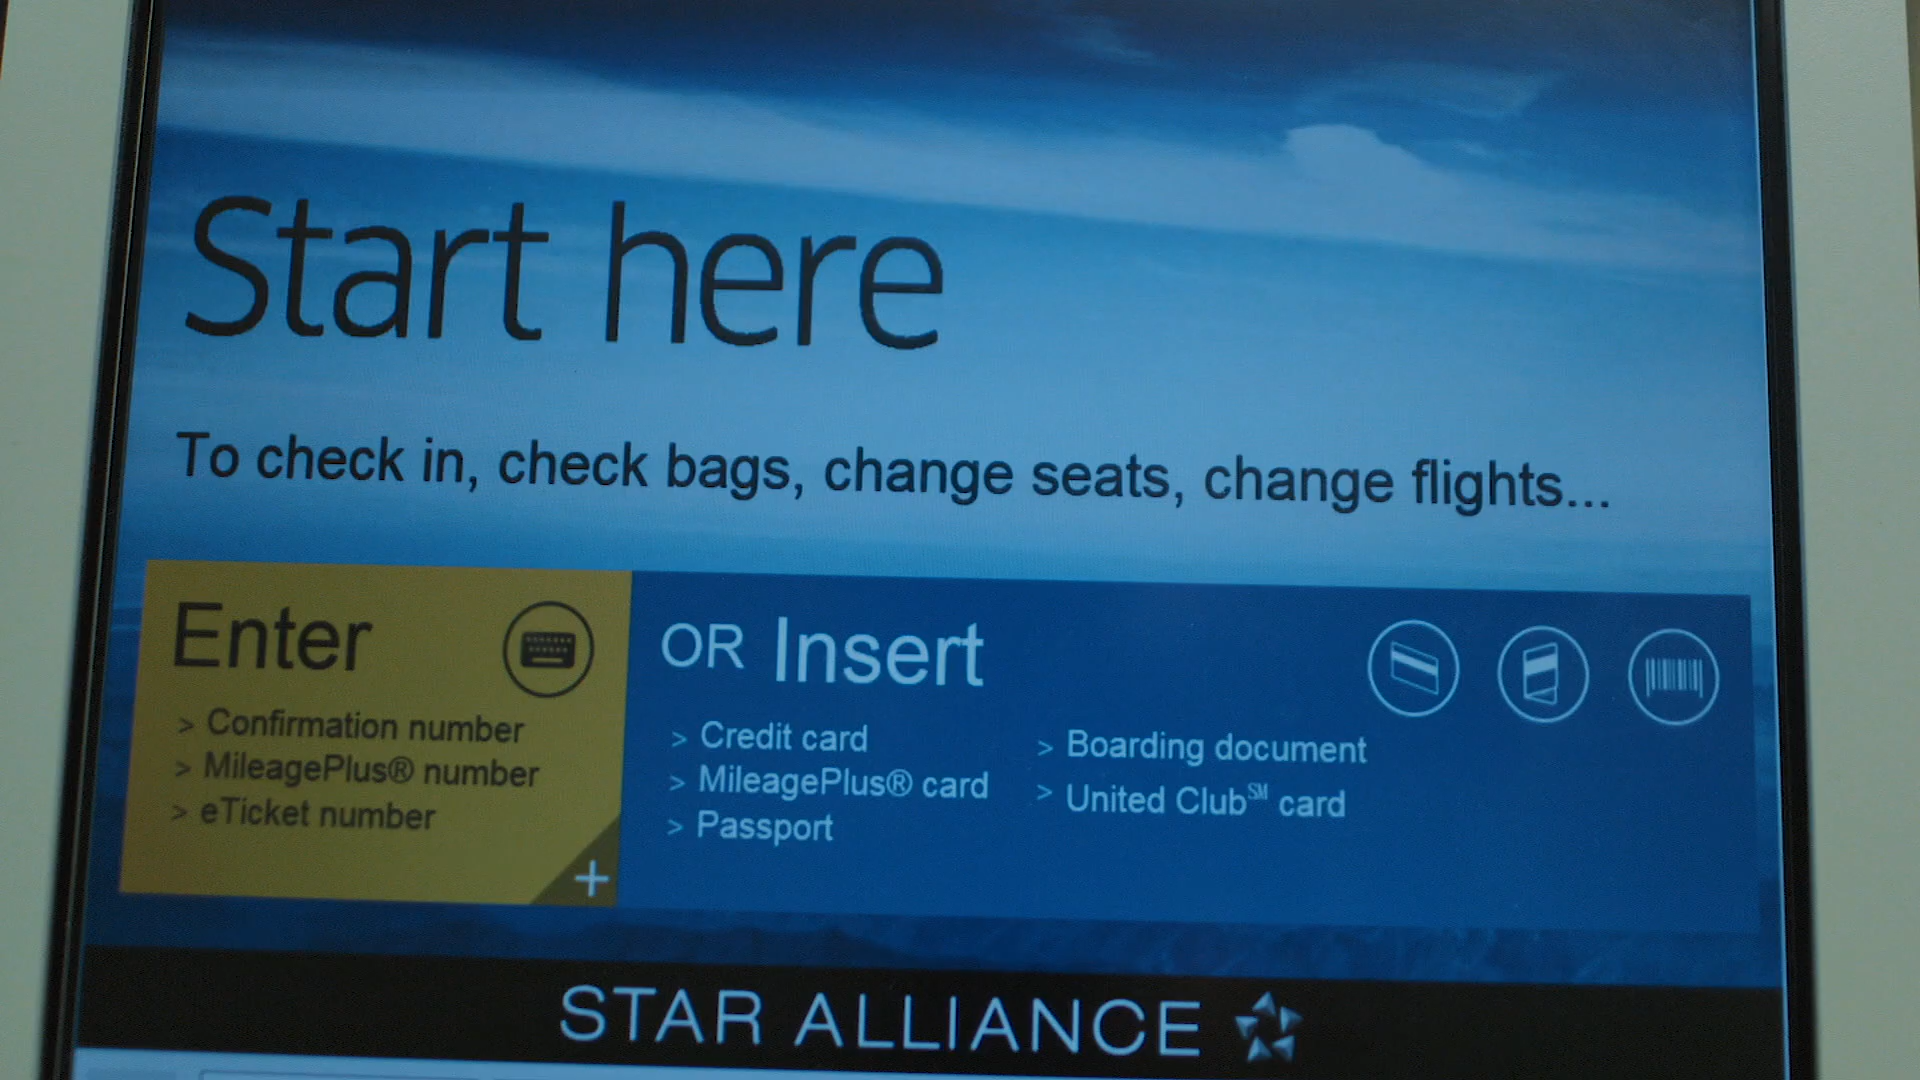 Start here
To check in, check bags, change seats, change flights...
Enter
> Confirmation number
> MileagePlus® number
> eTicket number
+
OR Insert
> Credit card
> MileagePlus® card
> Passport
> Boarding document
> United Club℠ card
STAR ALLIANCE